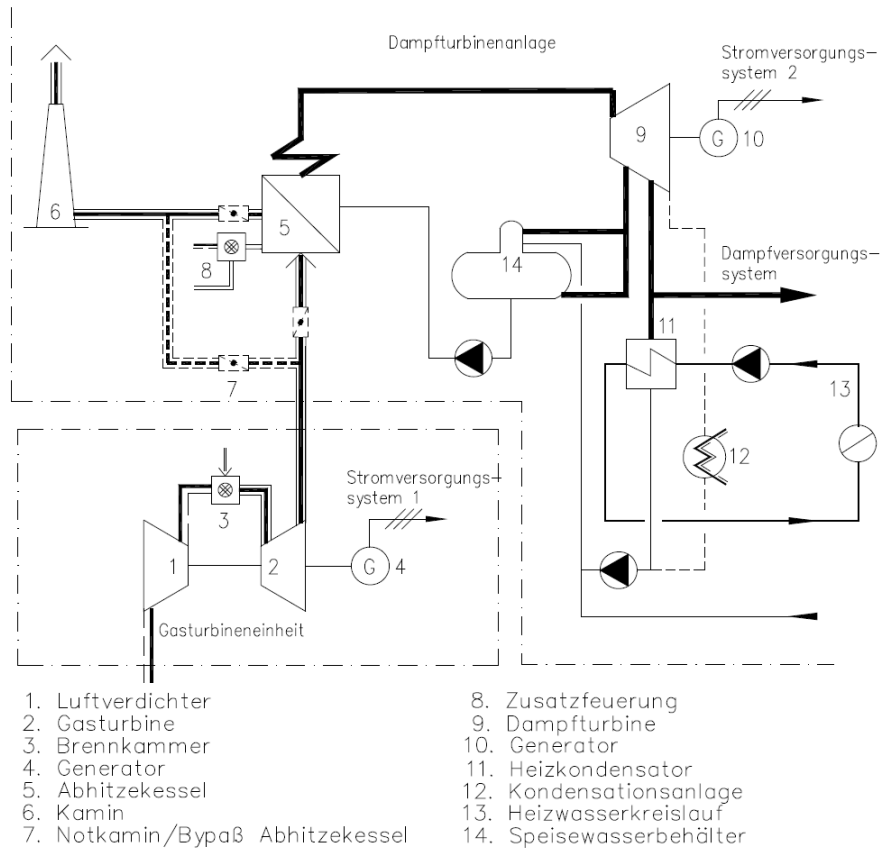 Dampfturbinenanlage
Stromversorgungs-
system 2
9
G
10
6
5
8
14
Dampfversorgungs-
system
11
7
13
12
Stromversorgungs-
system 1
3
1
2
G
4
Gasturbineneinheit
1. Luftverdichter
2. Gasturbine
3. Brennkammer
4. Generator
5. Abhitzekessel
6. Kamin
7. Notkamin/Bypaß Abhitzekessel
8. Zusatzfeuerung
9. Dampfturbine
10. Generator
11. Heizkondensator
12. Kondensationsanlage
13. Heizwasserkreislauf
14. Speisewasserbehälter